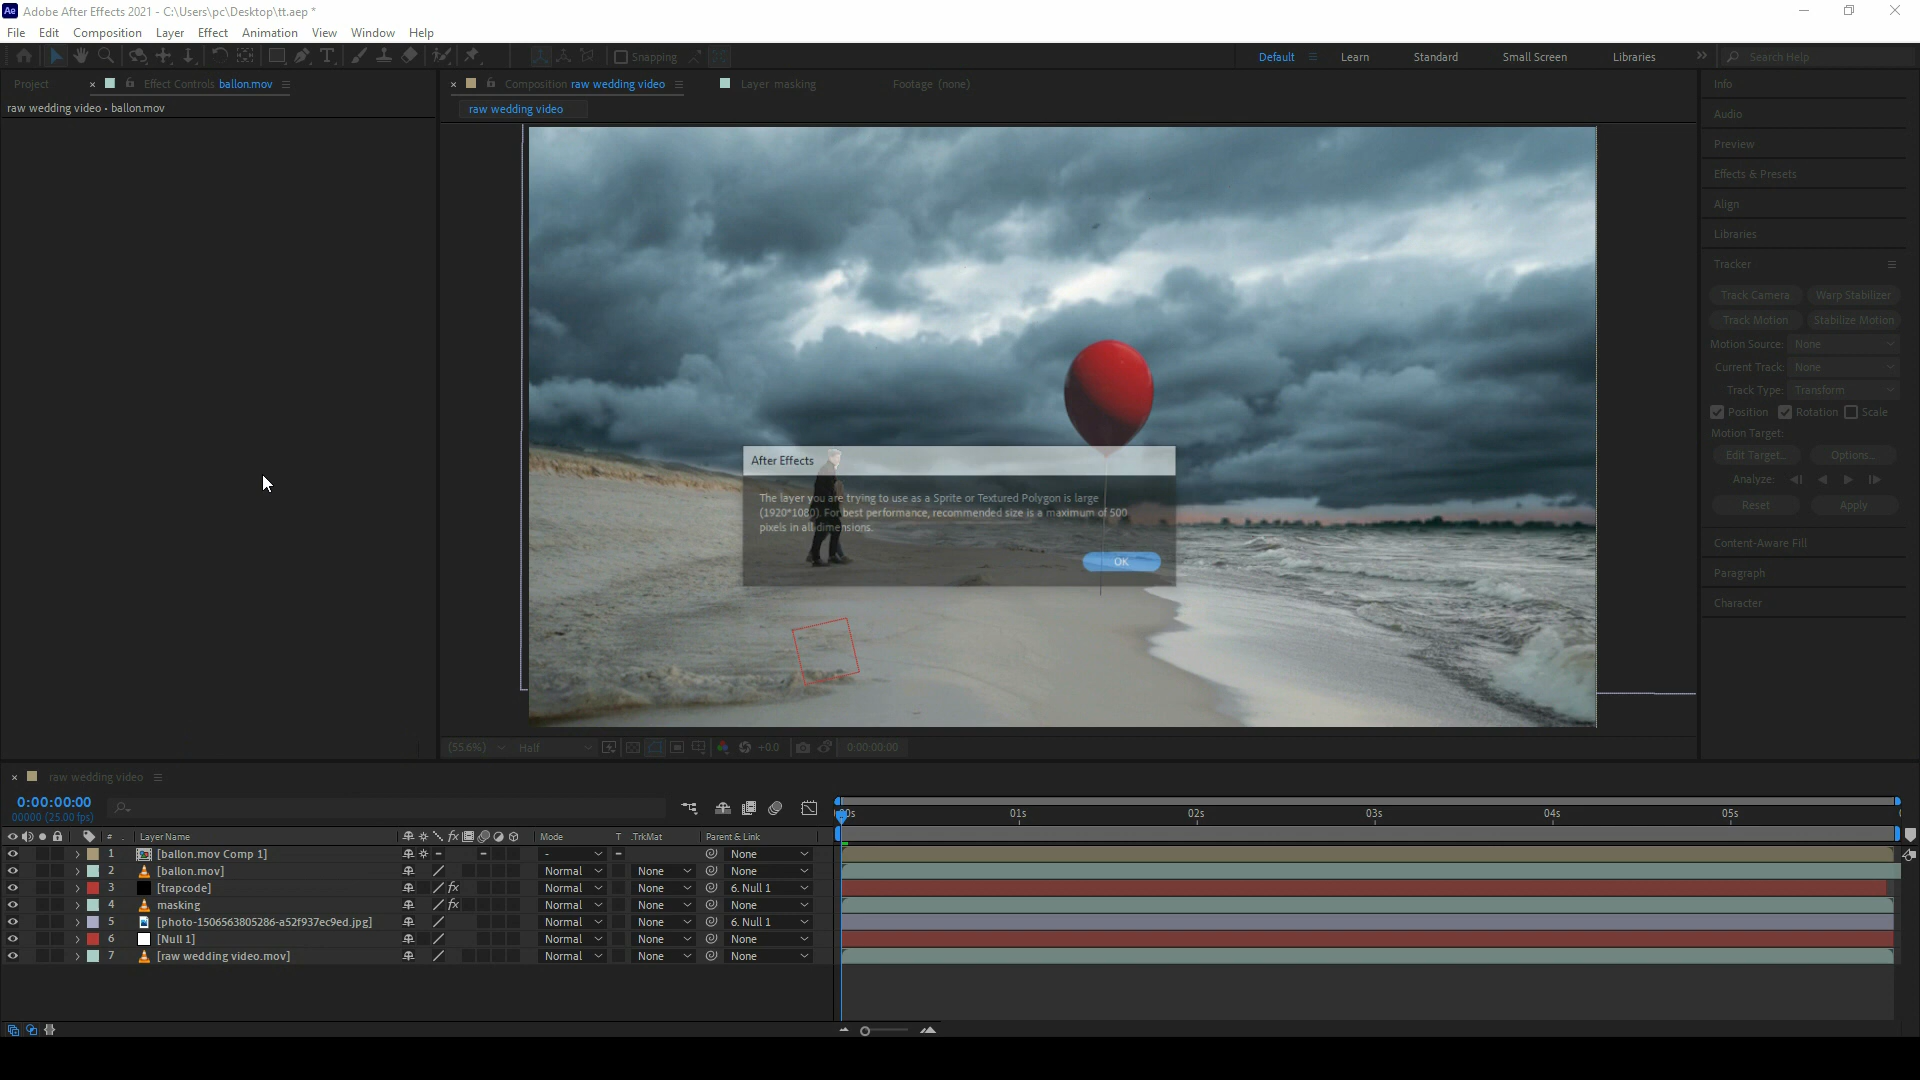 Adobe After Effects 2021 - C:\Users\pc\Desktop\tt.aep *
File Edit Composition Layer Effect Animation View Window Help
Snapping
Default Learn Standard Small Screen Libraries Search Help
Project Effect Controls ballon.mov
raw wedding video • ballon.mov
Composition raw wedding video Layer masking Footage (none)
raw wedding video
Info
Audio
Preview
Effects & Presets
Align
Libraries
Tracker
Track Camera Warp Stabilizer
Track Motion Stabilize Motion
Motion Source: None
Current Track: None
Track Type: Transform
Position Rotation Scale
Motion Target:
Edit Target... Options...
Analyze:
Reset Apply
Content-Aware Fill
Paragraph
Character
After Effects
The layer you are trying to use as a Sprite or Textured Polygon is large
(1920*1080). For best performance, recommended size is a maximum of 500
pixels in all dimensions.
OK
(55.6%) Half +0.0 0:00:00:00
raw wedding video
0:00:00:00
00000 (25.00 fps)
00s 01s 02s 03s 04s 05s
# Layer Name Mode T .TrkMat Parent & Link
1 [ballon.mov Comp 1] - None
2 [ballon.mov] Normal None None
3 [trapcode] fx Normal None 6. Null 1
4 masking fx Normal None None
5 [photo-1506563805286-a52f937ec9ed.jpg] Normal None 6. Null 1
6 [Null 1] Normal None None
7 [raw wedding video.mov] Normal None None